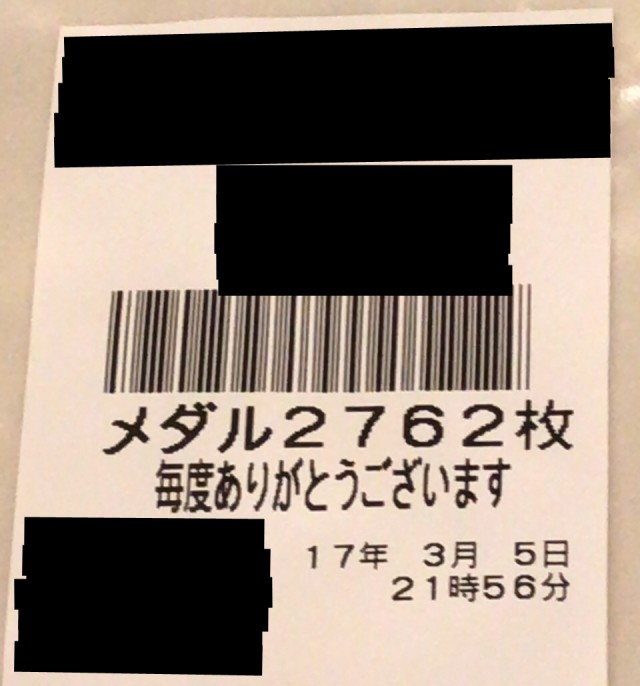 メダル2762枚
毎度ありがとうございます
17年 3月 5日
21時56分